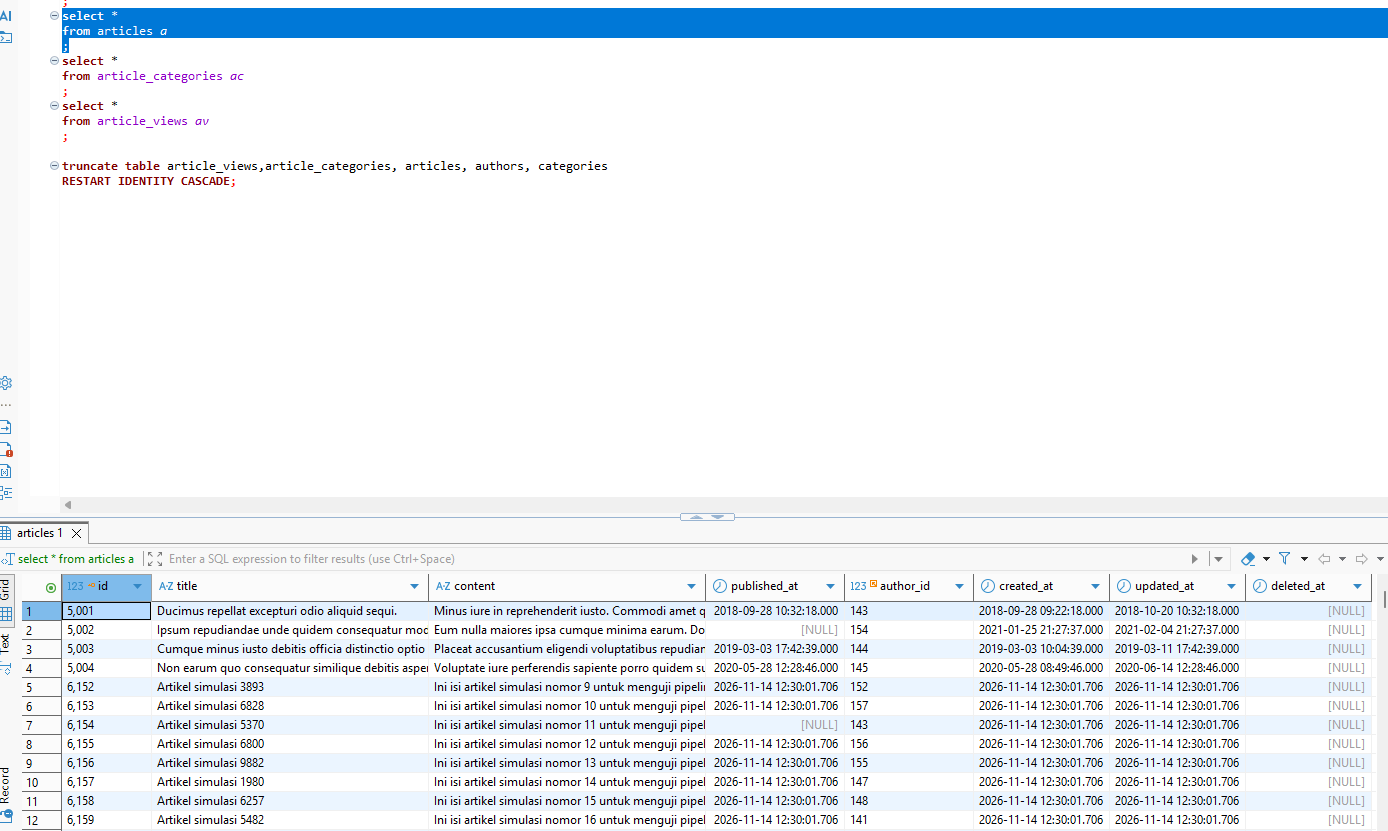 AI
;
select *
from articles a
;
select *
from article_categories ac
;
select *
from article_views av
;
truncate table article_views,article_categories, articles, authors, categories
RESTART IDENTITY CASCADE;
articles 1
select * from articles a Enter a SQL expression to filter results (use Ctrl+Space)
Grid
Text
Record
123 id A-Z title A-Z content published_at 123 author_id created_at updated_at deleted_at
1 5,001 Ducimus repellat excepturi odio aliquid sequi. Minus iure in reprehenderit iusto. Commodi amet q 2018-09-28 10:32:18.000 143 2018-09-28 09:22:18.000 2018-10-20 10:32:18.000 [NULL]
2 5,002 Ipsum repudiandae unde quidem consequatur moc Eum nulla maiores ipsa cumque minima earum. Do [NULL] 154 2021-01-25 21:27:37.000 2021-02-04 21:27:37.000 [NULL]
3 5,003 Cumque minus iusto debitis officia distinctio optio Placeat accusantium eligendi voluptatibus repudiar 2019-03-03 17:42:39.000 144 2019-03-03 10:04:39.000 2019-03-11 17:42:39.000 [NULL]
4 5,004 Non earum quo consequatur similique debitis asper Voluptate iure perferendis sapiente porro quidem su 2020-05-28 12:28:46.000 145 2020-05-28 08:49:46.000 2020-06-14 12:28:46.000 [NULL]
5 6,152 Artikel simulasi 3893 Ini isi artikel simulasi nomor 9 untuk menguji pipelin 2026-11-14 12:30:01.706 152 2026-11-14 12:30:01.706 2026-11-14 12:30:01.706 [NULL]
6 6,153 Artikel simulasi 6828 Ini isi artikel simulasi nomor 10 untuk menguji pipel 2026-11-14 12:30:01.706 157 2026-11-14 12:30:01.706 2026-11-14 12:30:01.706 [NULL]
7 6,154 Artikel simulasi 5370 Ini isi artikel simulasi nomor 11 untuk menguji pipel [NULL] 143 2026-11-14 12:30:01.706 2026-11-14 12:30:01.706 [NULL]
8 6,155 Artikel simulasi 6800 Ini isi artikel simulasi nomor 12 untuk menguji pipel 2026-11-14 12:30:01.706 156 2026-11-14 12:30:01.706 2026-11-14 12:30:01.706 [NULL]
9 6,156 Artikel simulasi 9882 Ini isi artikel simulasi nomor 13 untuk menguji pipel 2026-11-14 12:30:01.706 155 2026-11-14 12:30:01.706 2026-11-14 12:30:01.706 [NULL]
10 6,157 Artikel simulasi 1980 Ini isi artikel simulasi nomor 14 untuk menguji pipel 2026-11-14 12:30:01.706 147 2026-11-14 12:30:01.706 2026-11-14 12:30:01.706 [NULL]
11 6,158 Artikel simulasi 6257 Ini isi artikel simulasi nomor 15 untuk menguji pipel 2026-11-14 12:30:01.706 148 2026-11-14 12:30:01.706 2026-11-14 12:30:01.706 [NULL]
12 6,159 Artikel simulasi 5482 Ini isi artikel simulasi nomor 16 untuk menguji pipel 2026-11-14 12:30:01.706 141 2026-11-14 12:30:01.706 2026-11-14 12:30:01.706 [NULL]